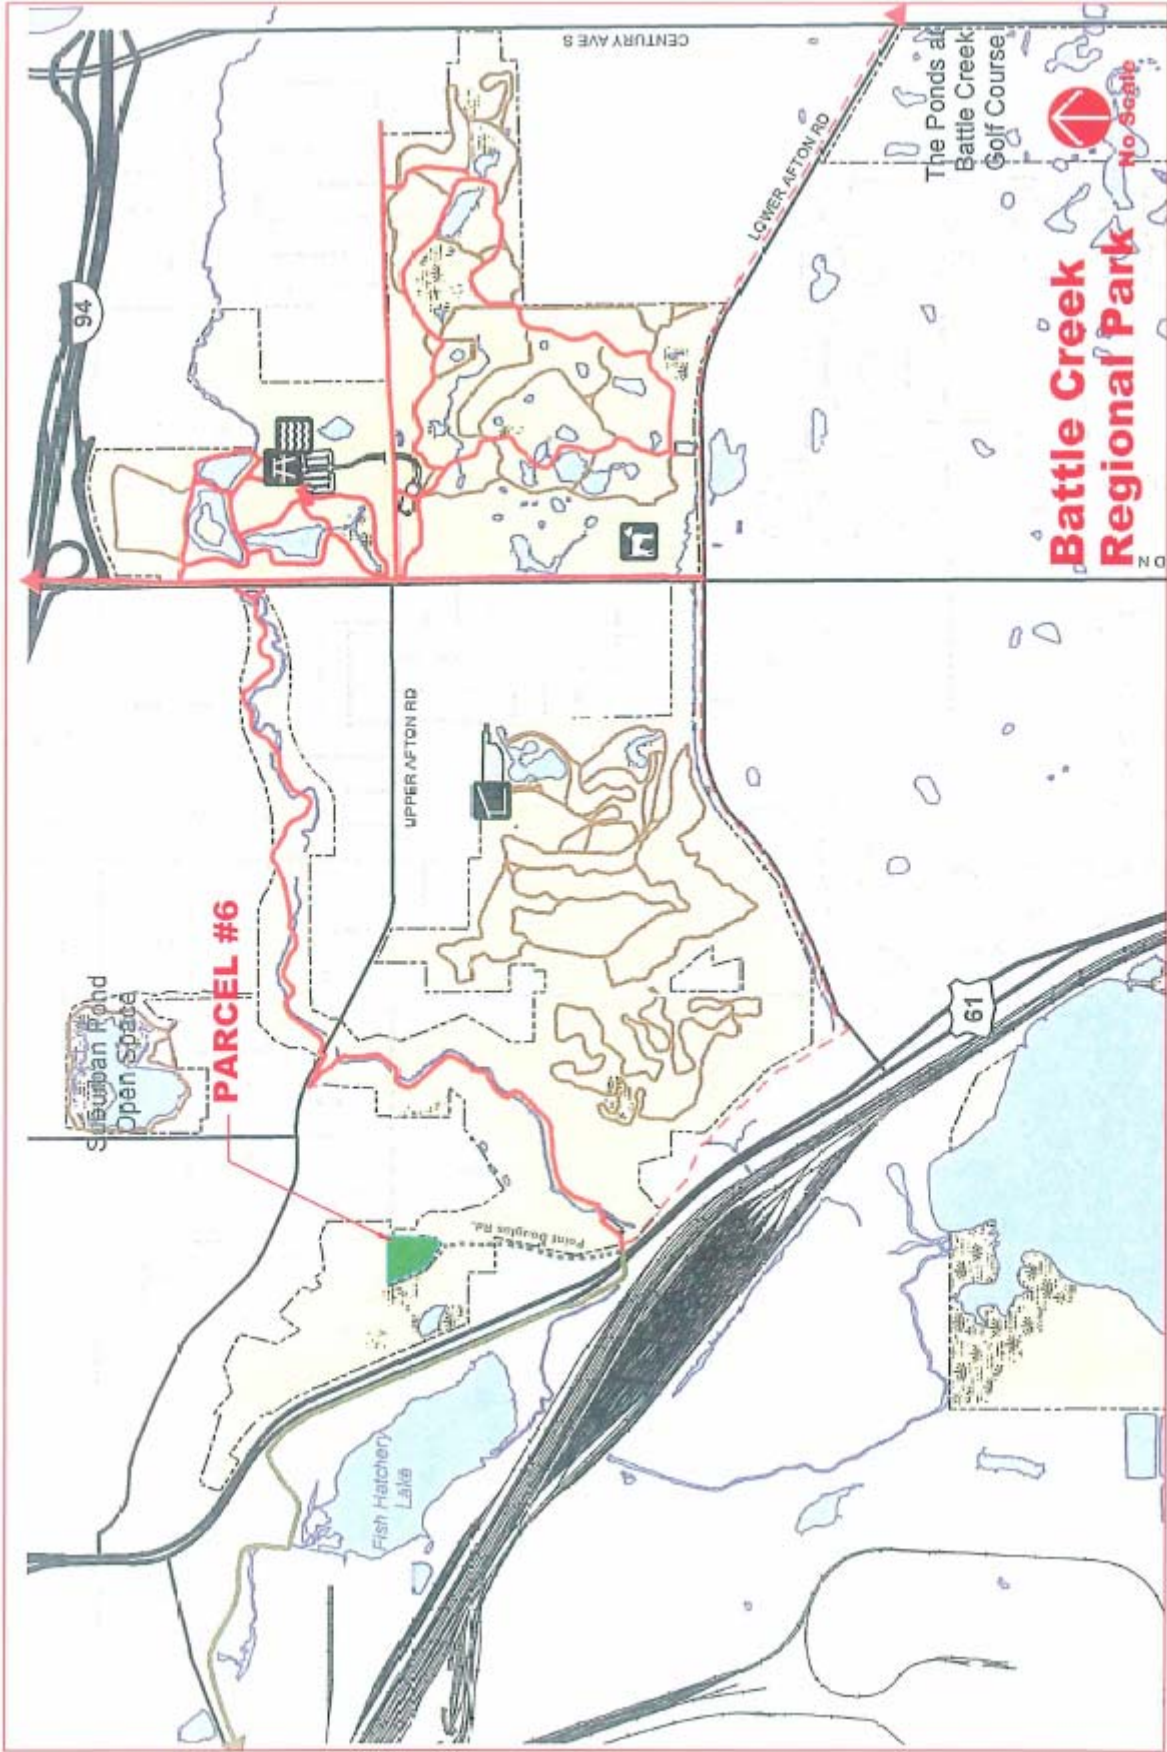 94
CENTURY AVE S
LOWER AFTON RD
The Ponds at
Battle Creek
Golf Course
No Scale
Battle Creek
Regional Park
UPPER AFTON RD
Suburban Pond
Open Space
PARCEL #6
Point Douglas Rd.
61
Fish Hatchery
Lake